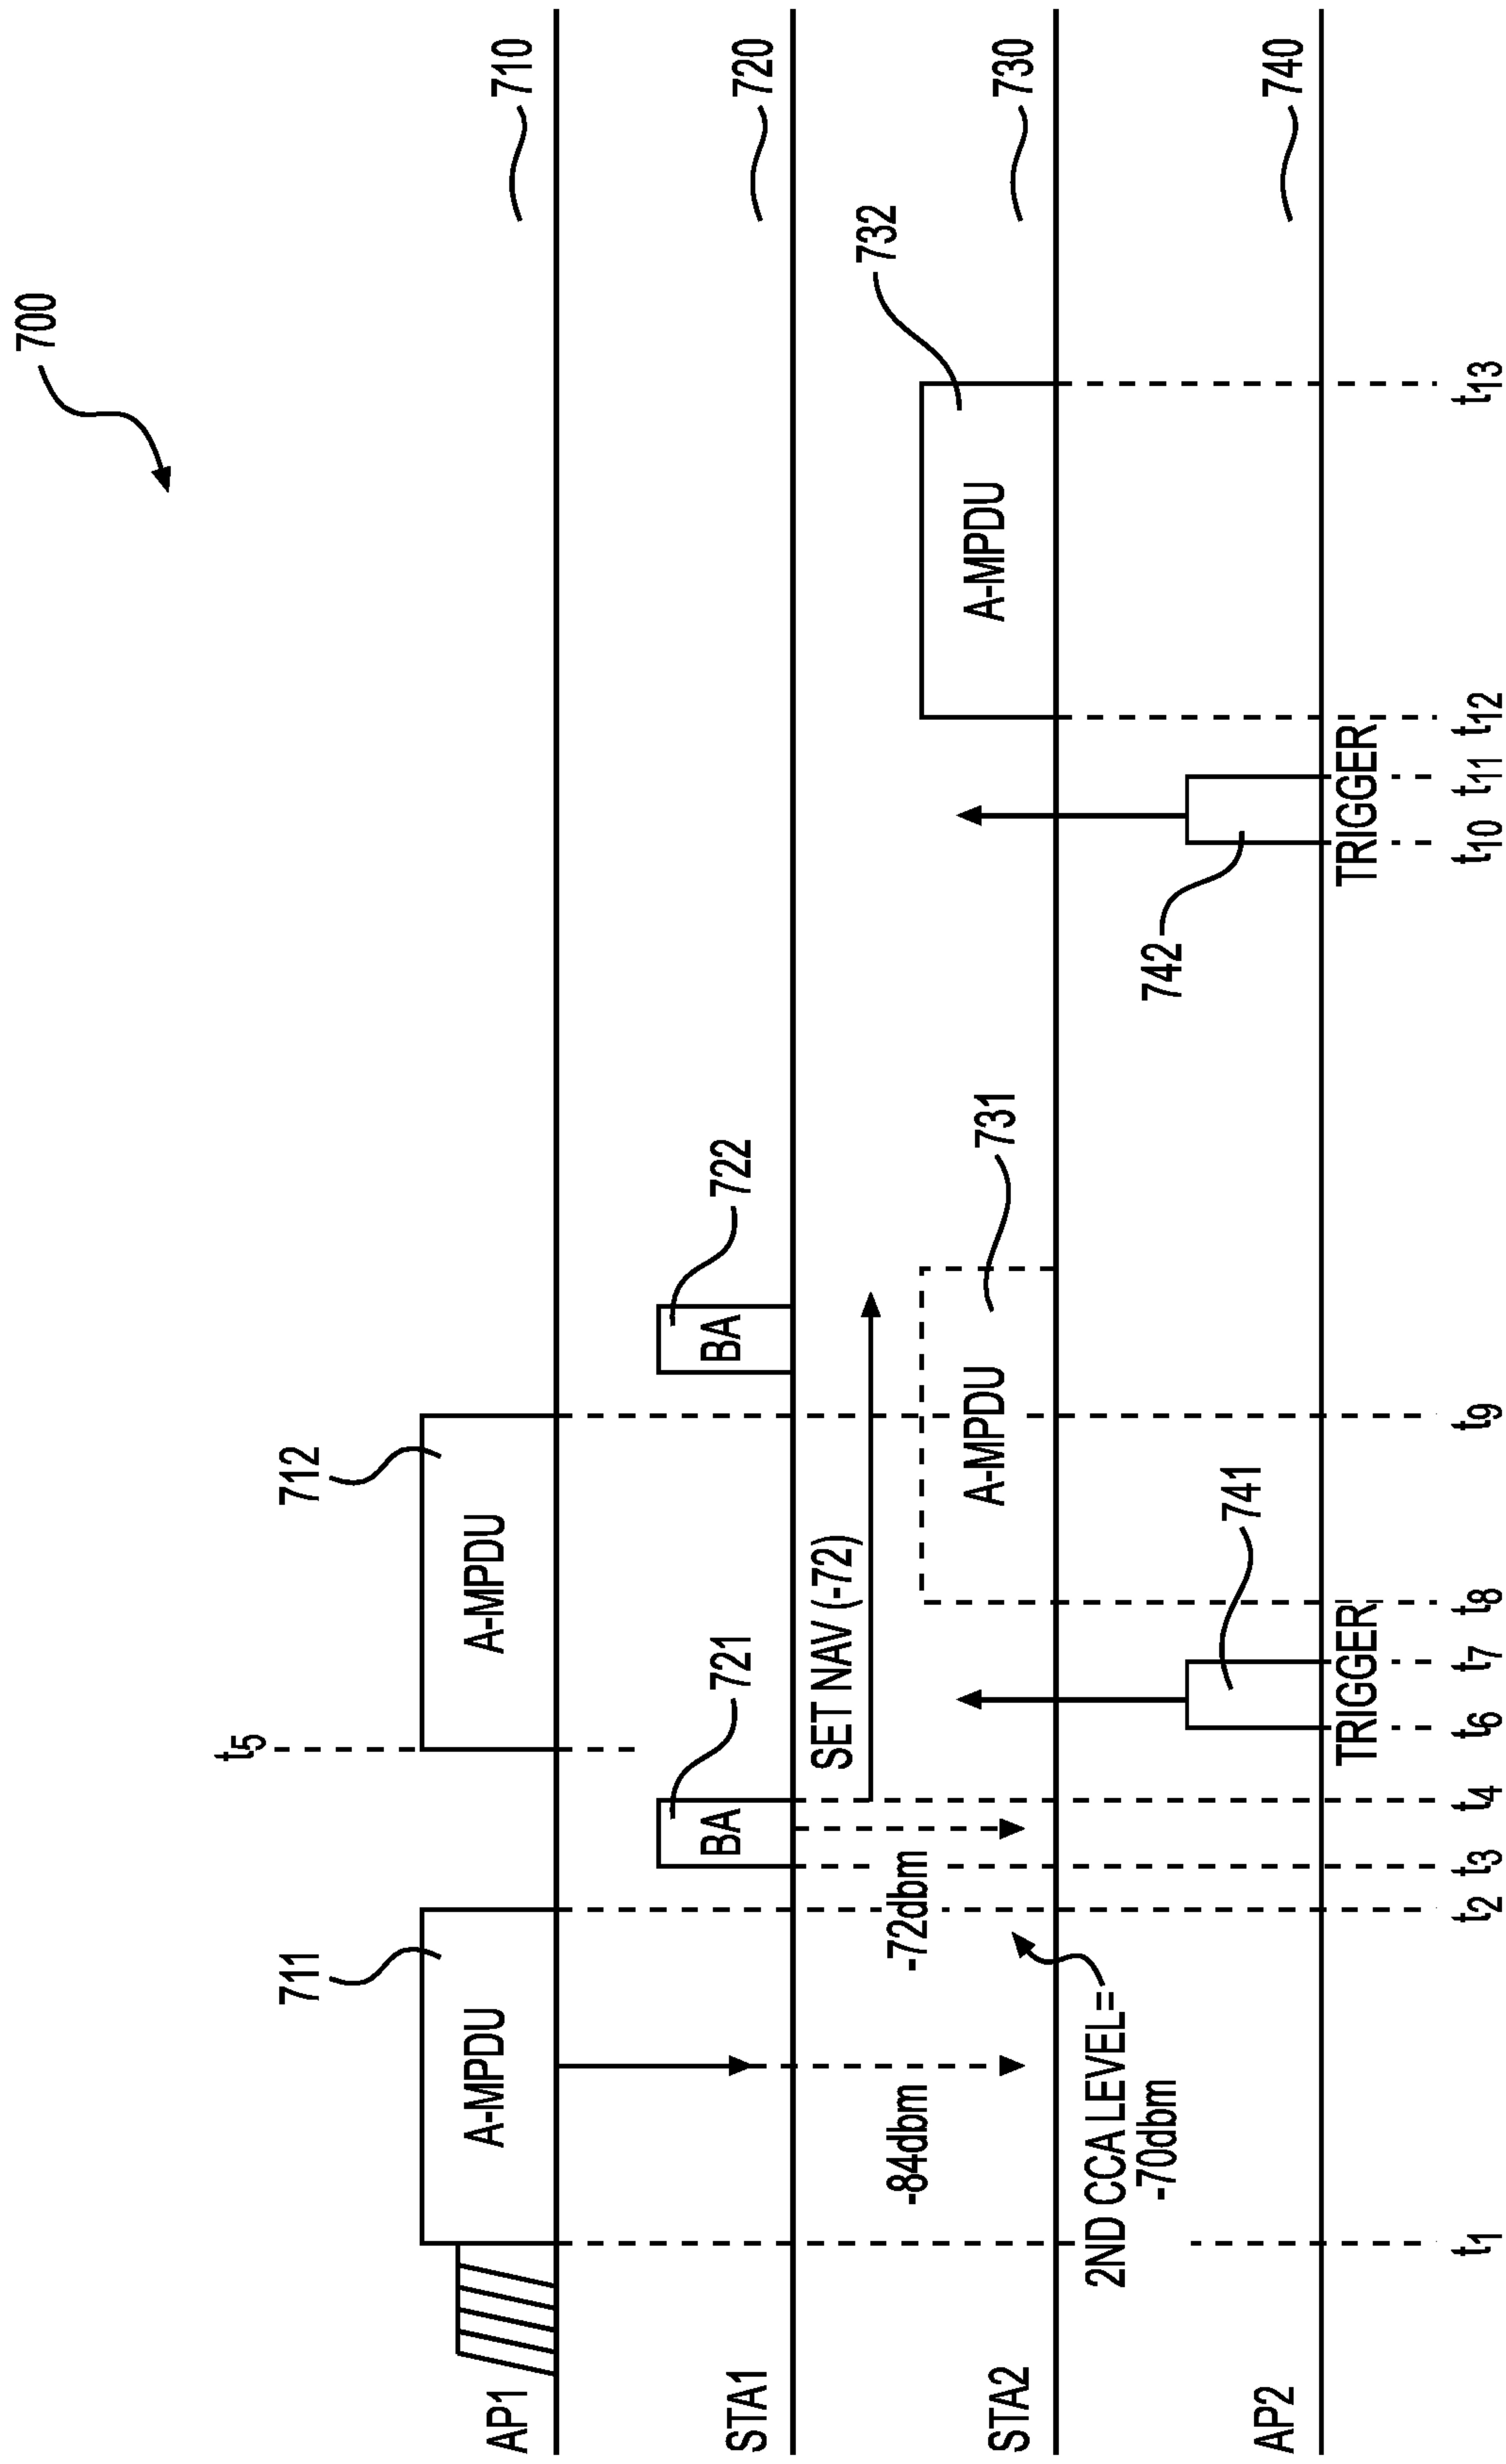 700
t5
711
712
A-MPDU
A-MPDU
AP1
710
721
722
BA
BA
STA1
720
SET NAV (-72)
-84dbm
-72dbm
732
A-MPDU
731
A-MPDU
STA2
730
2ND CCA LEVEL=
-70dbm
741
742
AP2
740
TRIGGER
TRIGGER
t1
t2
t3
t4
t6
t7
t8
t9
t10
t11
t12
t13